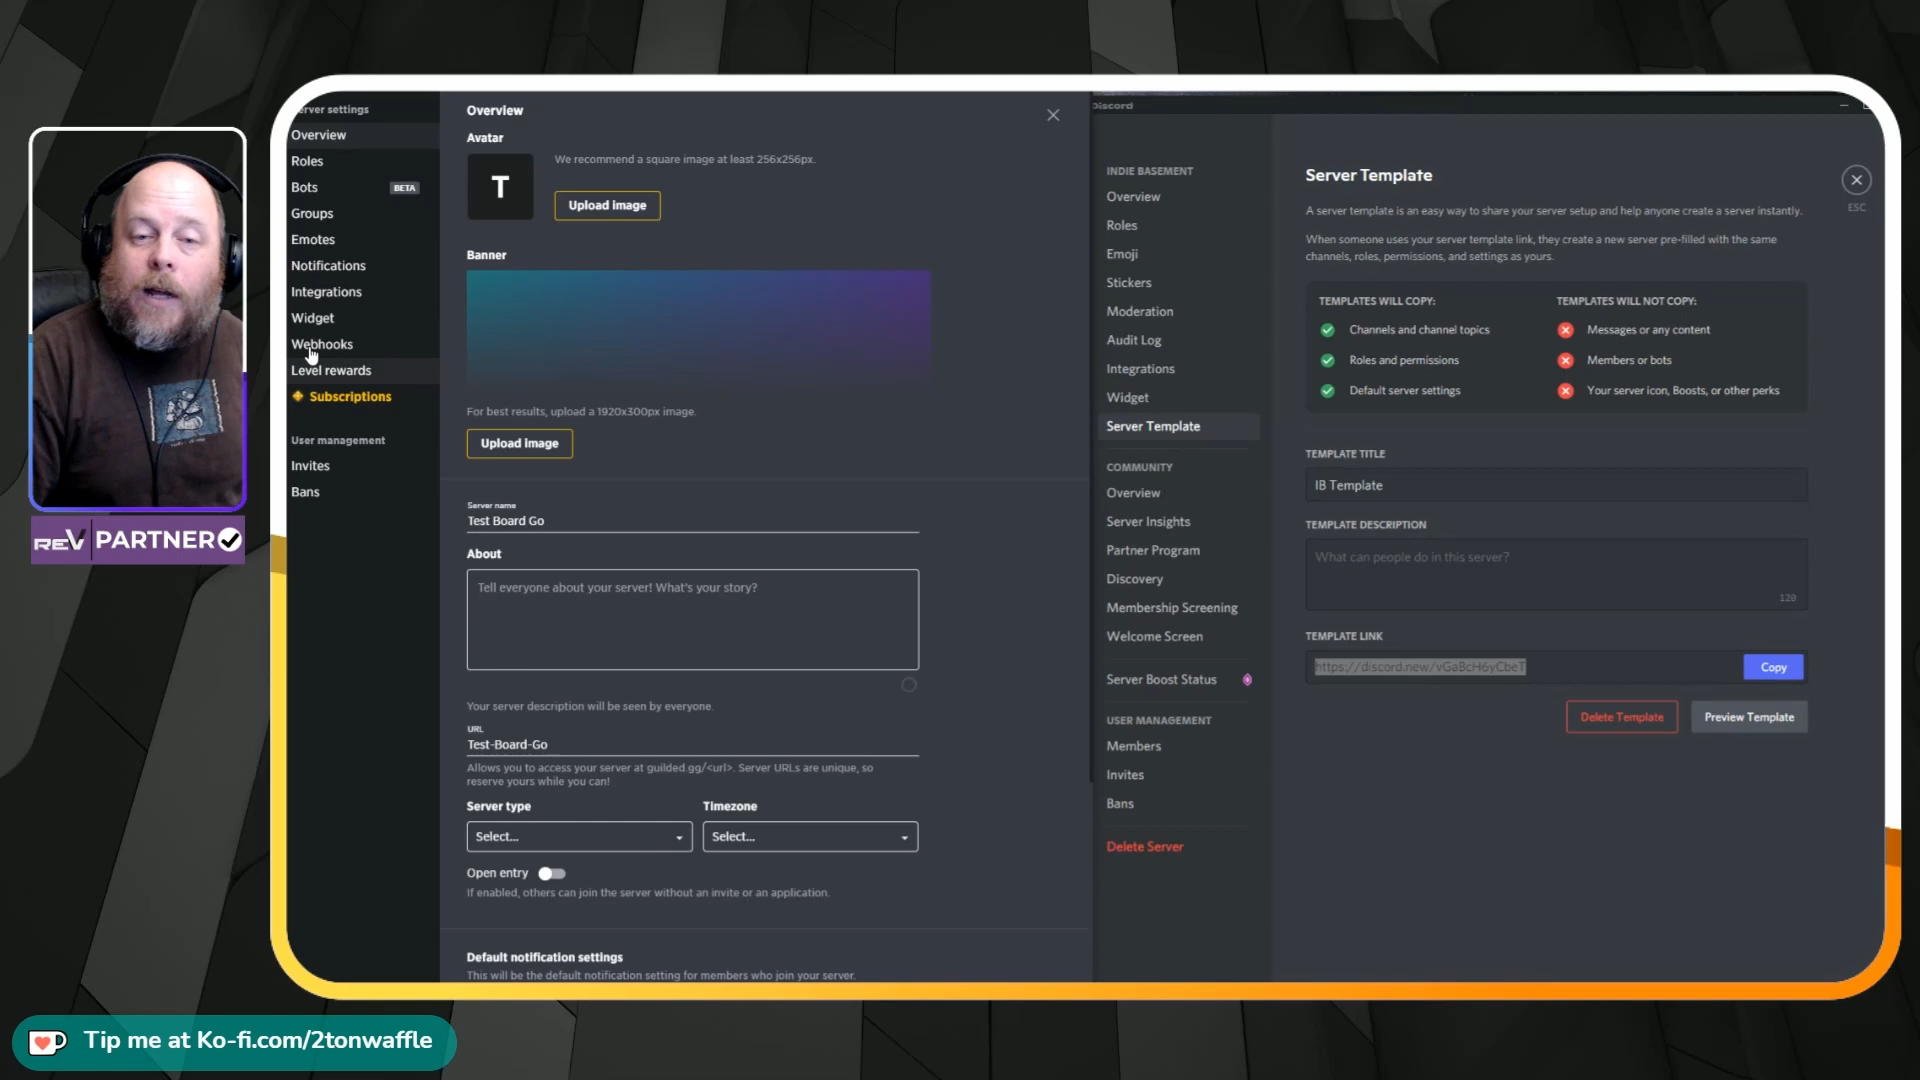 Server settings
Overview
Roles
Bots BETA
Groups
Emotes
Notifications
Integrations
Widget
Webhooks
Level rewards
Subscriptions
User management
Invites
Bans
Overview
Avatar
T
We recommend a square image at least 256x256px.
Upload image
Banner
For best results, upload a 1920x300px image.
Upload image
Server name
Test Board Go
About
Tell everyone about your server! What's your story?
Your server description will be seen by everyone.
URL
Test-Board-Go
Allows you to access your server at guilded.gg/<url>. Server URLs are unique, so
reserve yours while you can!
Server type
Timezone
Select...
Select...
Open entry
If enabled, others can join the server without an invite or an application.
Default notification settings
This will be the default notification setting for members who join your server.
Discord
INDIE BASEMENT
Overview
Roles
Emoji
Stickers
Moderation
Audit Log
Integrations
Widget
Server Template
COMMUNITY
Overview
Server Insights
Partner Program
Discovery
Membership Screening
Welcome Screen
Server Boost Status
USER MANAGEMENT
Members
Invites
Bans
Delete Server
Server Template
ESC
A server template is an easy way to share your server setup and help anyone create a server instantly.
When someone uses your server template link, they create a new server pre-filled with the same
channels, roles, permissions, and settings as yours.
TEMPLATES WILL COPY:
Channels and channel topics
Roles and permissions
Default server settings
TEMPLATES WILL NOT COPY:
Messages or any content
Members or bots
Your server icon, Boosts, or other perks
TEMPLATE TITLE
IB Template
TEMPLATE DESCRIPTION
What can people do in this server?
120
TEMPLATE LINK
https://discord.new/vGaBcH6yCbeT
Copy
Delete Template
Preview Template
REV PARTNER
Tip me at Ko-fi.com/2tonwaffle